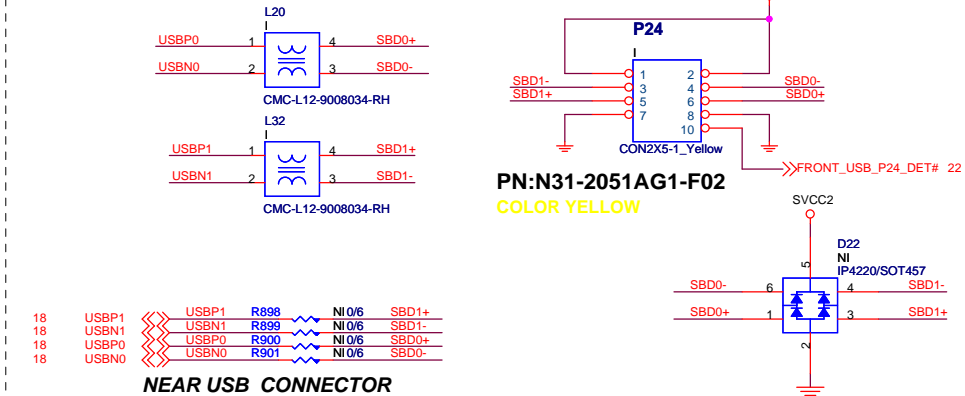 L20
I
USBP0 1 4 SBD0+
USBN0 2 3 SBD0-
CMC-L12-9008034-RH
L32
I
USBP1 1 4 SBD1+
USBN1 2 3 SBD1-
CMC-L12-9008034-RH
P24
I
1 2
SBD1- 3 4 SBD0-
SBD1+ 5 6 SBD0+
7 8
10
CON2X5-1_Yellow
FRONT_USB_P24_DET# 22
PN:N31-2051AG1-F02
COLOR YELLOW
SVCC2
D22
NI
IP4220/SOT457
5
SBD0- 6 4 SBD1-
SBD0+ 1 3 SBD1+
2
18 USBP1 USBP1 R898 NI 0/6 SBD1+
18 USBN1 USBN1 R899 NI 0/6 SBD1-
18 USBP0 USBP0 R900 NI 0/6 SBD0+
18 USBN0 USBN0 R901 NI 0/6 SBD0-
NEAR USB CONNECTOR